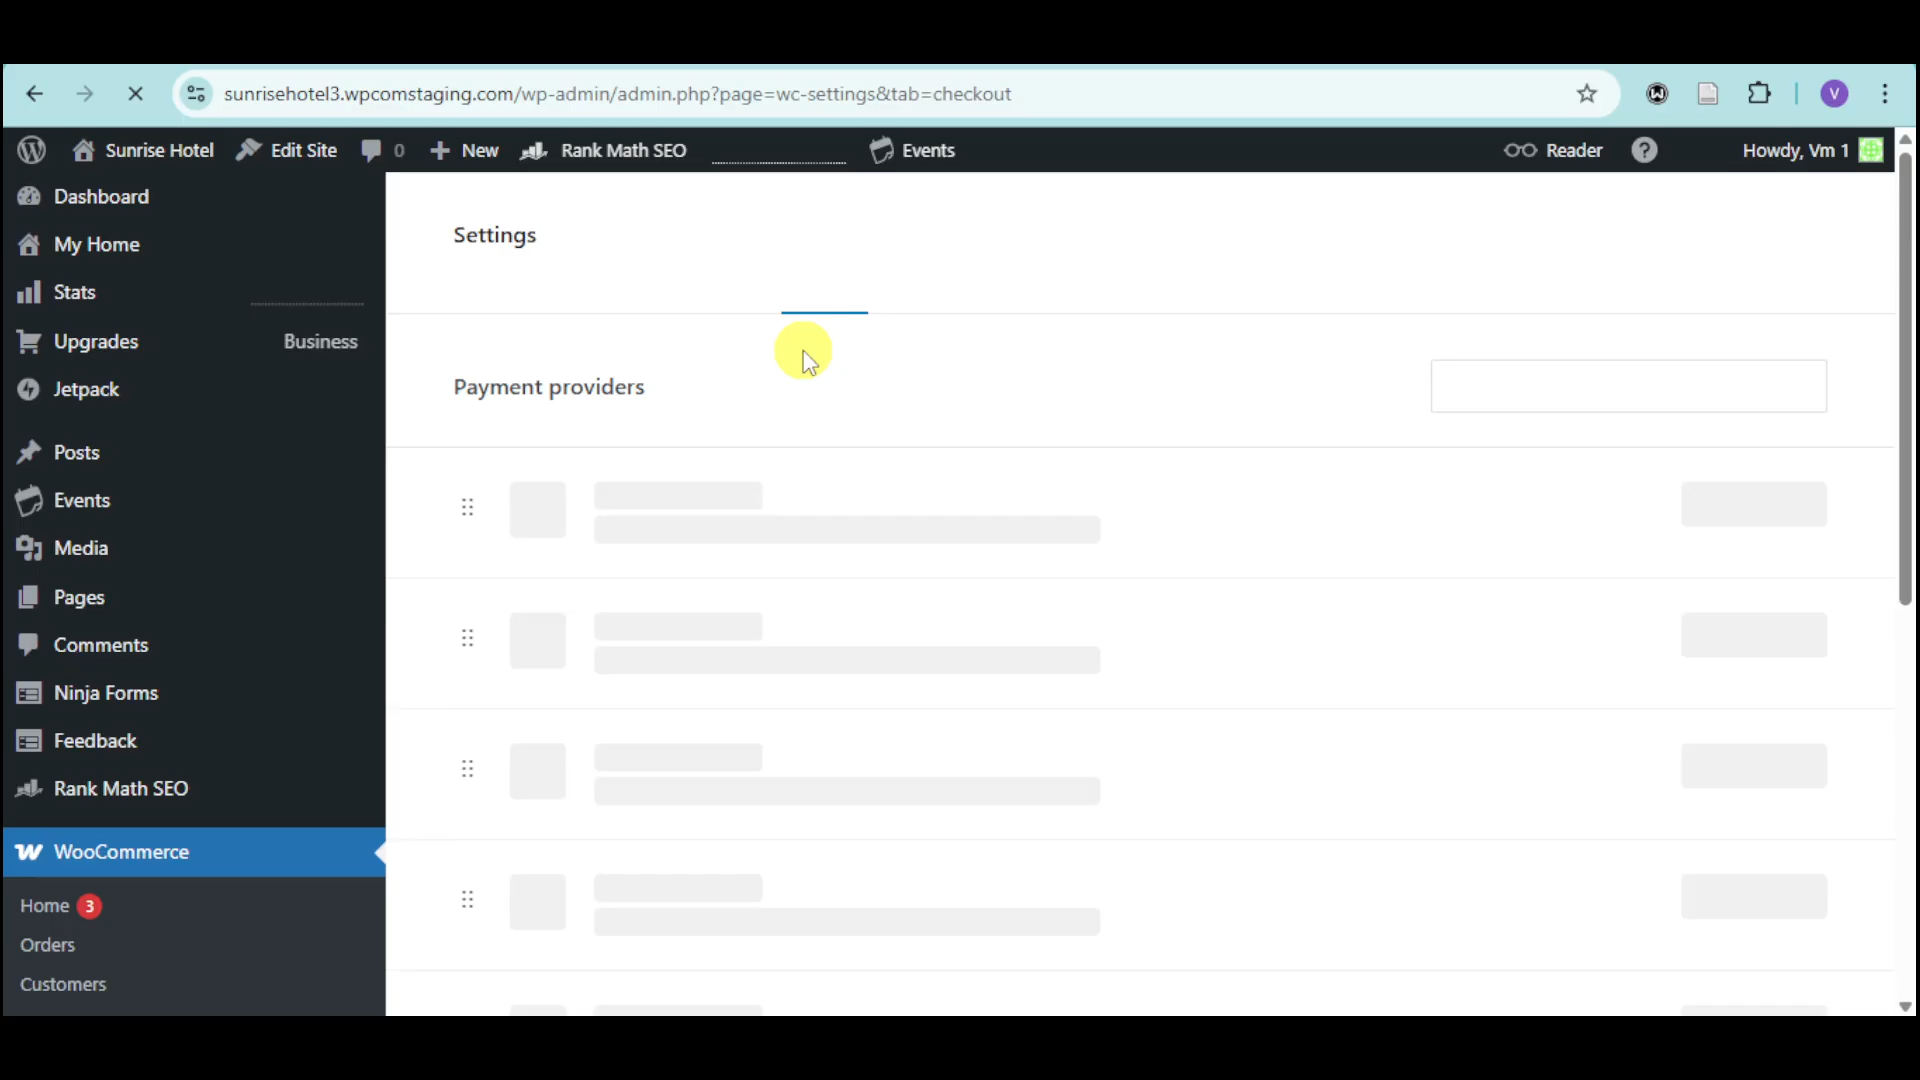 sunrisehotel3.wpcomstaging.com/wp-admin/admin.php?page=wc-settings&tab=checkout
V
Sunrise Hotel
Edit Site
0
New
Rank Math SEO
Events
Reader
Howdy, Vm 1
Dashboard
My Home
Stats
Upgrades
Business
Jetpack
Posts
Events
Media
Pages
Comments
Ninja Forms
Feedback
Rank Math SEO
WooCommerce
Home 3
Orders
Customers
Settings
Payment providers